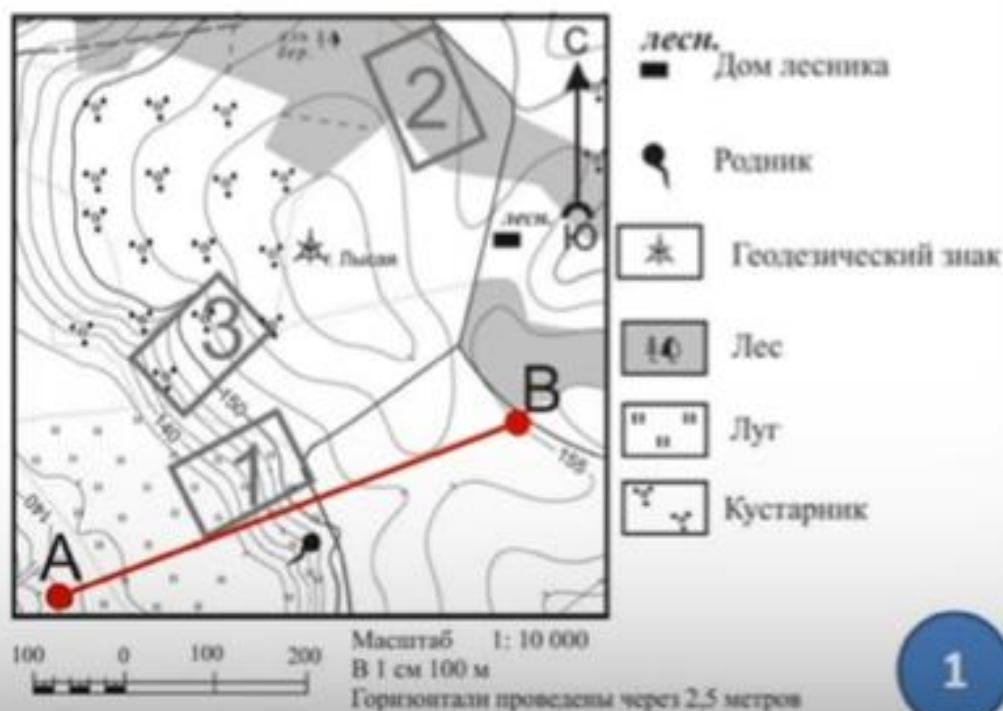 С
Ю
2
лесн.
г. Лысая
3
150
140
1
B
155
140
A
лесн.
Дом лесника
Родник
Геодезический знак
Лес
Луг
Кустарник
100 0 100 200
Масштаб 1: 10 000
В 1 см 100 м
Горизонтали проведены через 2,5 метров
1